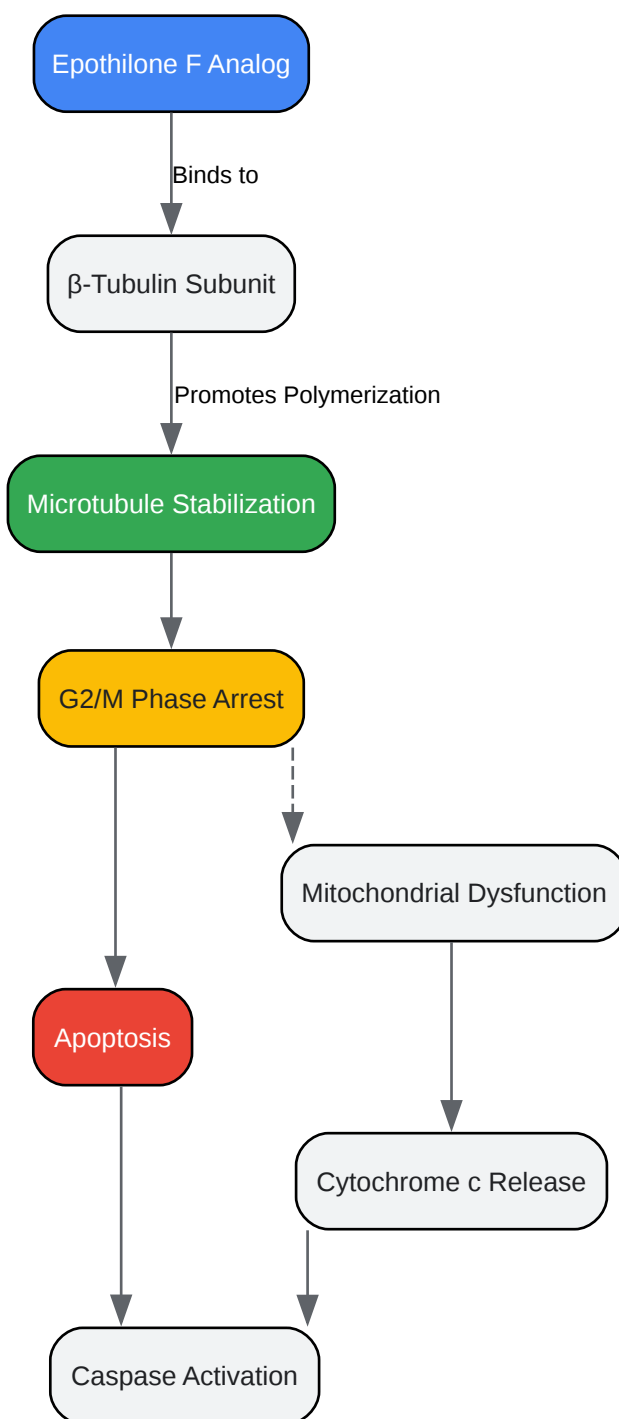 Epothilone F Analog
Binds to
β-Tubulin Subunit
Promotes Polymerization
Microtubule Stabilization
G2/M Phase Arrest
Mitochondrial Dysfunction
Apoptosis
Cytochrome c Release
Caspase Activation